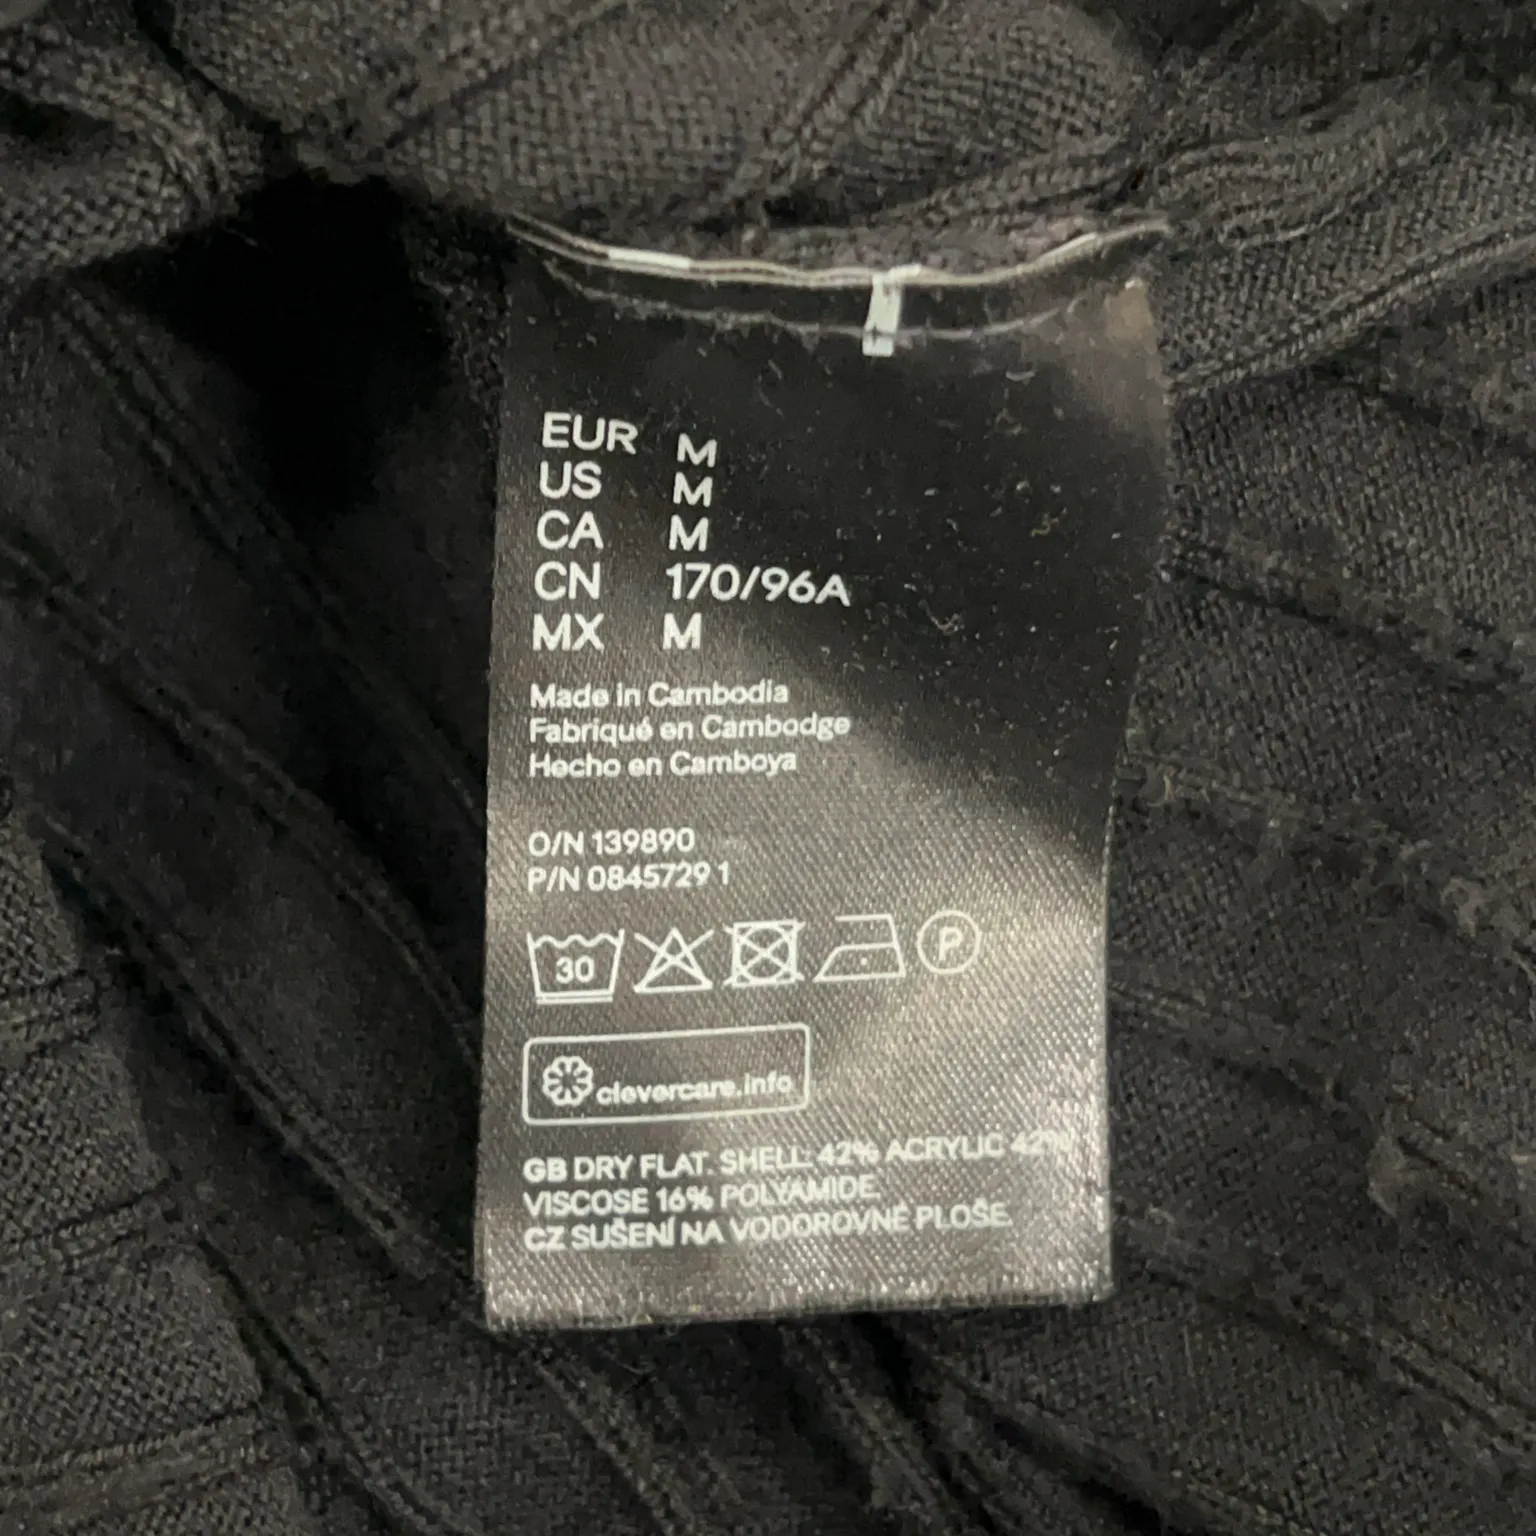 EUR M
US M
CA M
CN 170/96A
MX M
Made in Cambodia
Fabriqué en Cambodge
Hecho en Camboya
O/N 139890
P/N 0845729 1
30 P
clevercare.info
GB DRY FLAT. SHELL: 42% ACRYLIC 42%
VISCOSE 16% POLYAMIDE.
CZ SUŠENÍ NA VODOROVNÉ PLOŠE.